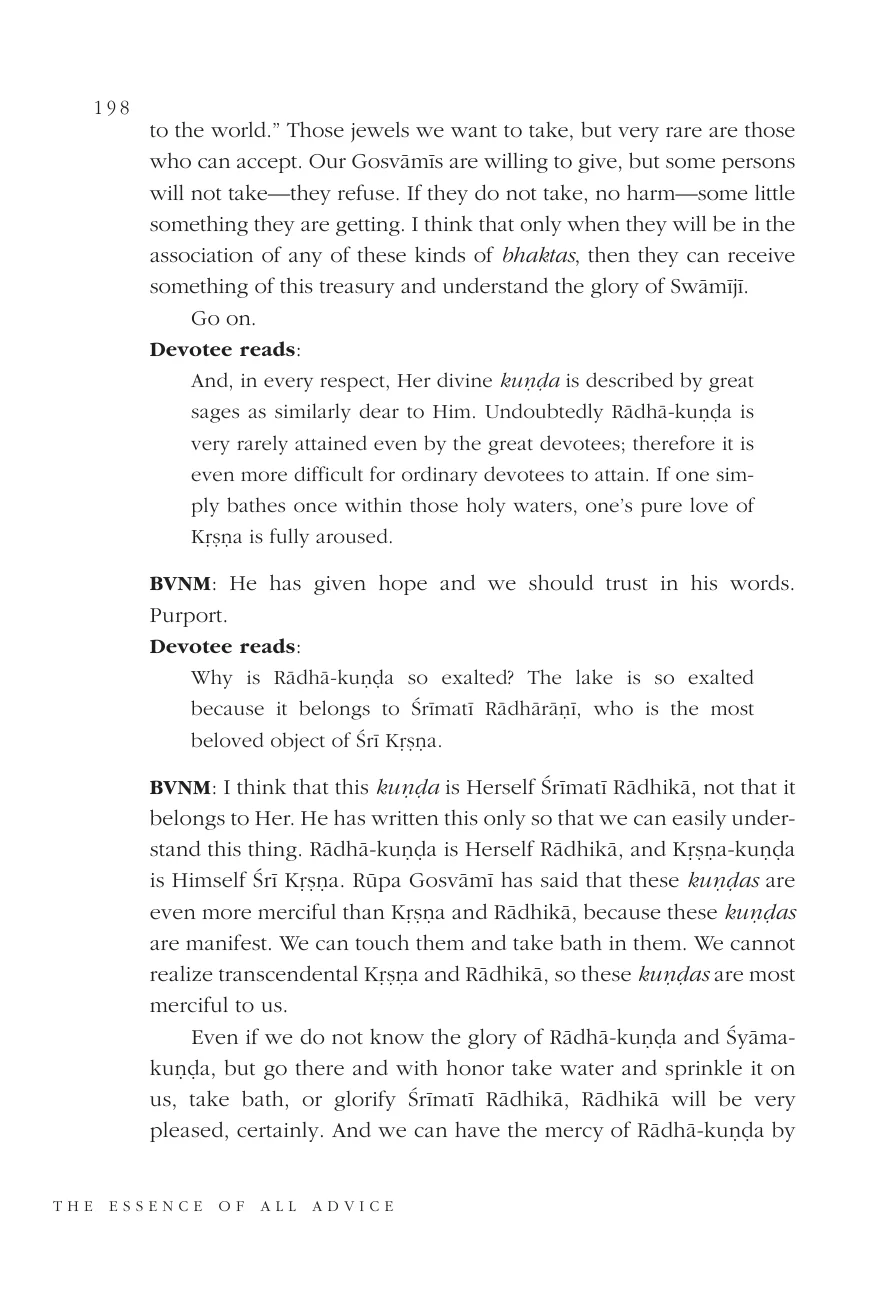 198
to the world.” Those jewels we want to take, but very rare are those
who can accept. Our Gosvāmīs are willing to give, but some persons
will not take—they refuse. If they do not take, no harm—some little
something they are getting. I think that only when they will be in the
association of any of these kinds of bhaktas, then they can receive
something of this treasury and understand the glory of Swāmījī.
Go on.
Devotee reads:
And, in every respect, Her divine kuṇḍa is described by great
sages as similarly dear to Him. Undoubtedly Rādhā-kuṇḍa is
very rarely attained even by the great devotees; therefore it is
even more difficult for ordinary devotees to attain. If one sim-
ply bathes once within those holy waters, one’s pure love of
Kṛṣṇa is fully aroused.
BVNM: He has given hope and we should trust in his words.
Purport.
Devotee reads:
Why is Rādhā-kuṇḍa so exalted? The lake is so exalted
because it belongs to Śrīmatī Rādhārāṇī, who is the most
beloved object of Śrī Kṛṣṇa.
BVNM: I think that this kuṇḍa is Herself Śrīmatī Rādhikā, not that it
belongs to Her. He has written this only so that we can easily under-
stand this thing. Rādhā-kuṇḍa is Herself Rādhikā, and Kṛṣṇa-kuṇḍa
is Himself Śrī Kṛṣṇa. Rūpa Gosvāmī has said that these kuṇḍas are
even more merciful than Kṛṣṇa and Rādhikā, because these kuṇḍas
are manifest. We can touch them and take bath in them. We cannot
realize transcendental Kṛṣṇa and Rādhikā, so these kuṇḍas are most
merciful to us.
Even if we do not know the glory of Rādhā-kuṇḍa and Śyāma-
kuṇḍa, but go there and with honor take water and sprinkle it on
us, take bath, or glorify Śrīmatī Rādhikā, Rādhikā will be very
pleased, certainly. And we can have the mercy of Rādhā-kuṇḍa by
THE ESSENCE OF ALL ADVICE